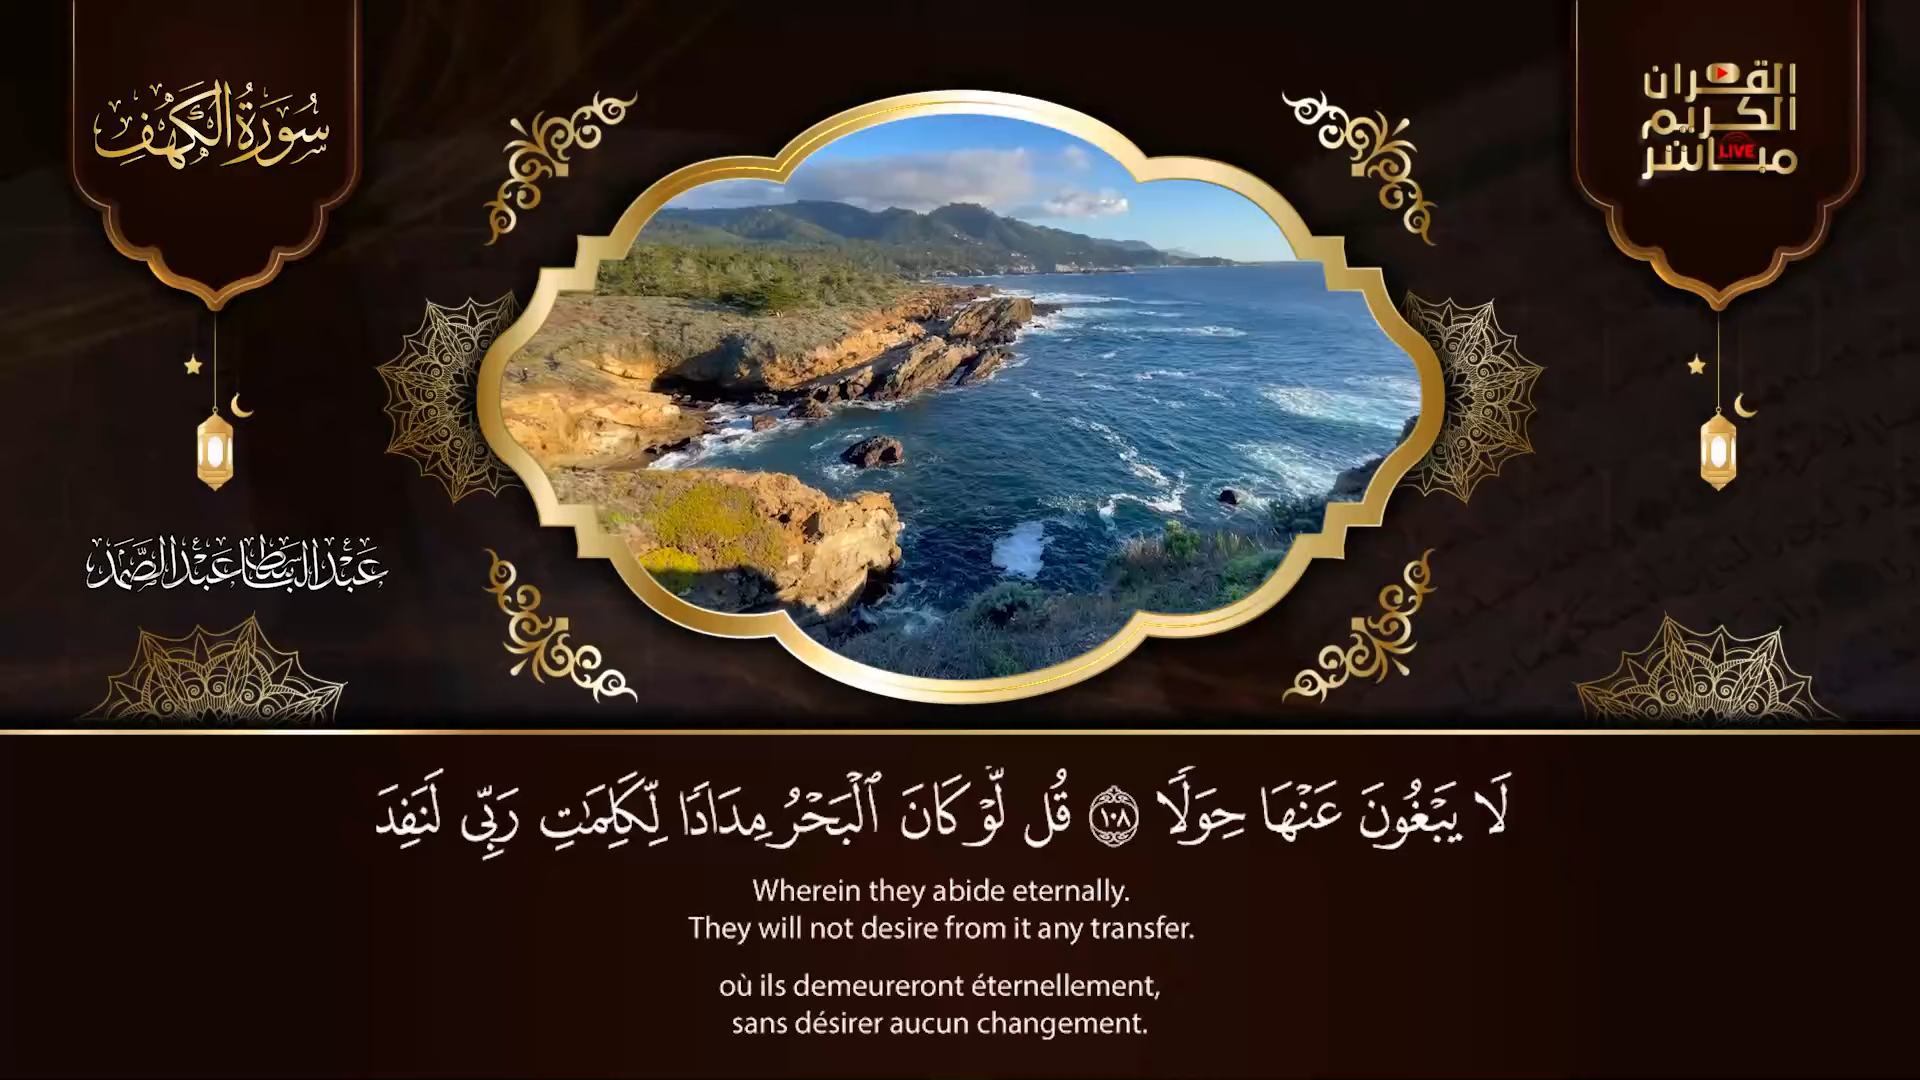 سُورَةُ الكَهْفِ
القران
الكريم
مباشر
LIVE
عبد الباسط عبد الصمد
لَا يَبْغُونَ عَنْهَا حِوَلًا ١٠٨ قُل لَّوْ كَانَ ٱلْبَحْرُ مِدَادًا لِّكَلِمَٰتِ رَبِّى لَنَفِدَ
Wherein they abide eternally.
They will not desire from it any transfer.
où ils demeureront éternellement,
sans désirer aucun changement.